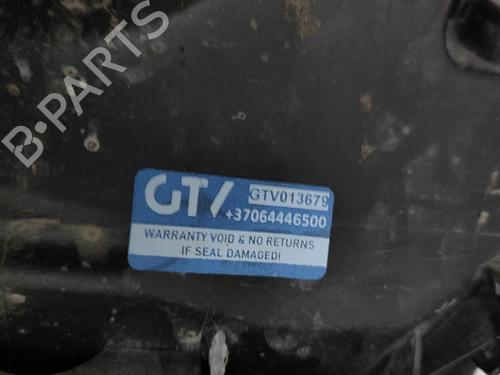 B-PARTS
GTV GTV013679
+37064446500
WARRANTY VOID & NO RETURNS
IF SEAL DAMAGED!